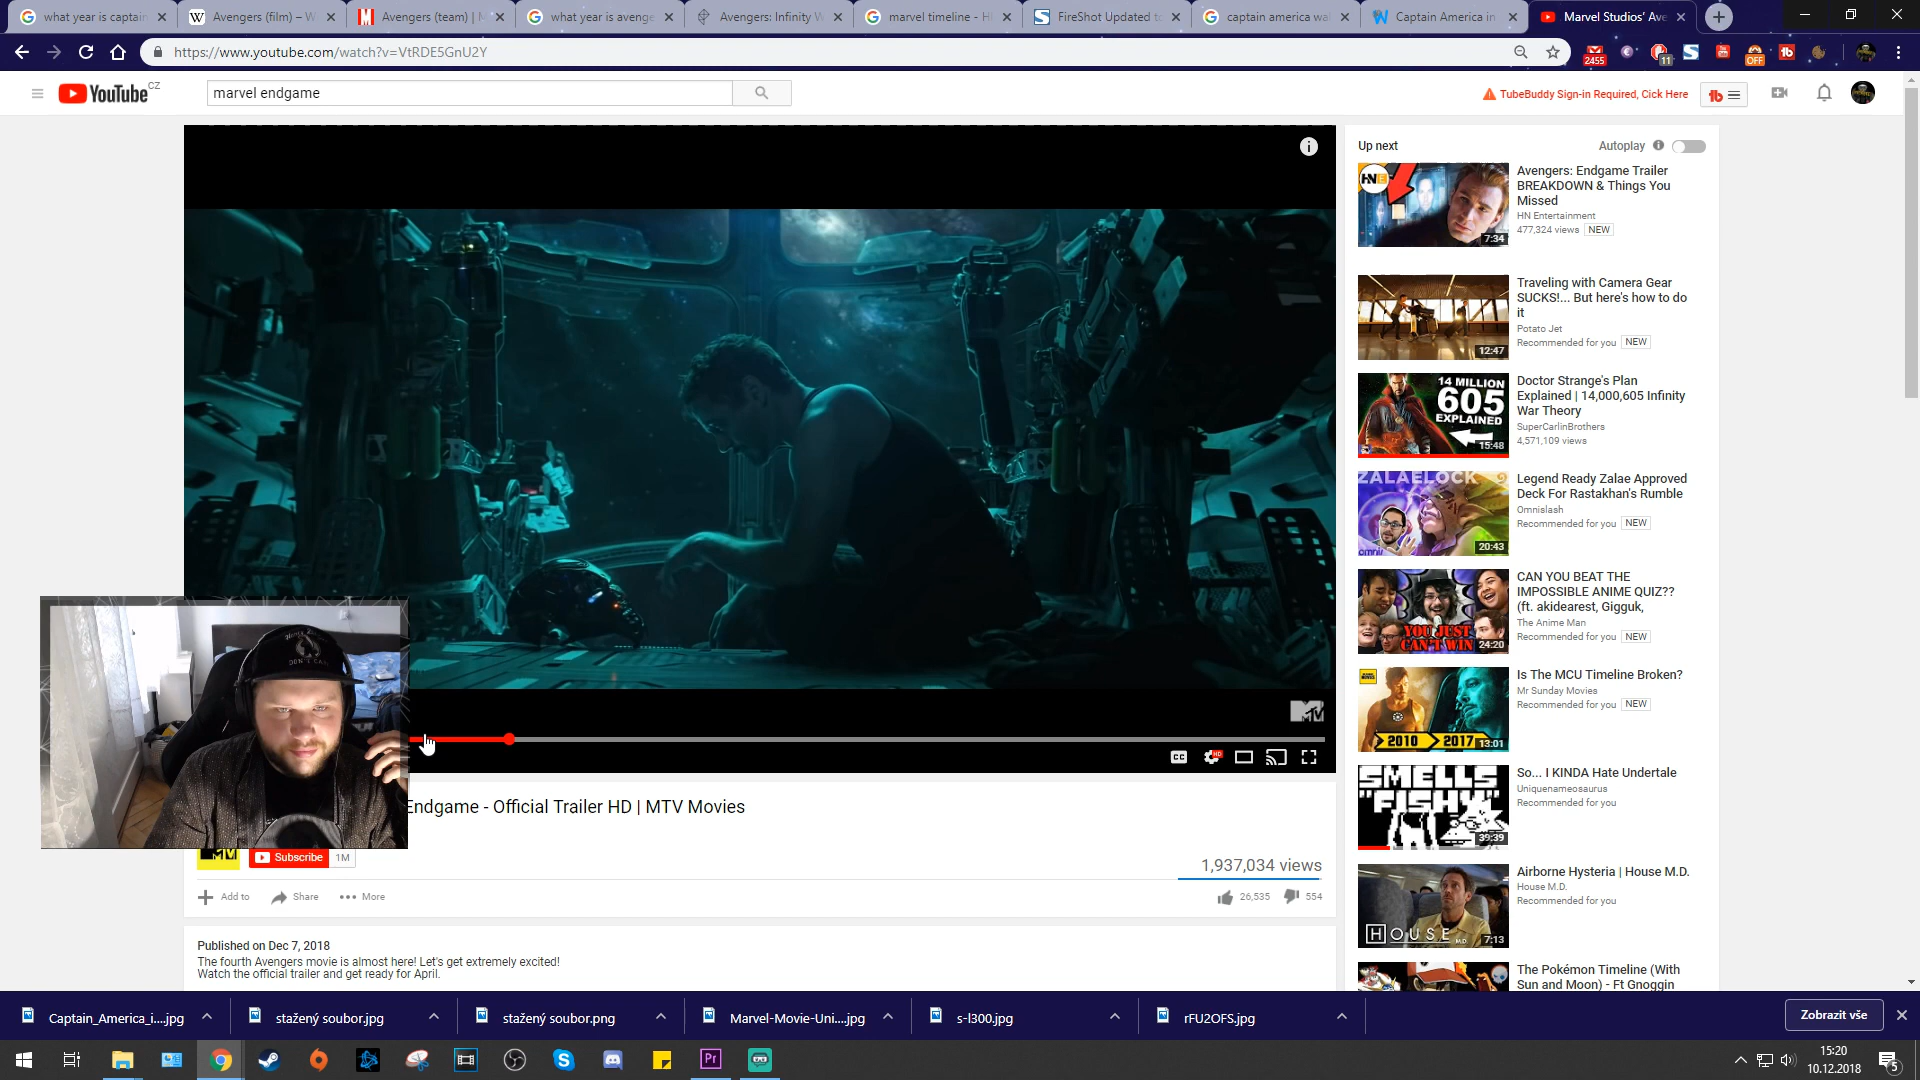 what year is captain
Avengers (film) – W
Avengers (team) | M
what year is avenge
Avengers: Infinity W
marvel timeline - H
FireShot Updated to
captain america wa
Captain America in
Marvel Studios' Ave
https://www.youtube.com/watch?v=VtRDE5GnU2Y
2455
11
OFF
YouTube CZ
marvel endgame
TubeBuddy Sign-in Required, Cick Here
Up next
Autoplay
HNE
7:34
Avengers: Endgame Trailer
BREAKDOWN & Things You
Missed
HN Entertainment
477,324 views NEW
12:47
Traveling with Camera Gear
SUCKS!... But here's how to do
it
Potato Jet
Recommended for you NEW
14 MILLION
605
EXPLAINED
15:48
Doctor Strange's Plan
Explained | 14,000,605 Infinity
War Theory
SuperCarlinBrothers
4,571,109 views
ZALAELOCK
omni
20:43
Legend Ready Zalae Approved
Deck For Rastakhan's Rumble
Omnislash
Recommended for you NEW
YOU JUST
CAN'T WIN
24:20
CAN YOU BEAT THE
IMPOSSIBLE ANIME QUIZ??
(ft. akidearest, Gigguk,
The Anime Man
Recommended for you NEW
2010
2017
13:01
Is The MCU Timeline Broken?
Mr Sunday Movies
Recommended for you NEW
SMELLS
"FISHY"
39:39
So... I KINDA Hate Undertale
Uniquenameosaurus
Recommended for you
HOUSE M.D.
7:13
Airborne Hysteria | House M.D.
House M.D.
Recommended for you
The Pokémon Timeline (With
Sun and Moon) - Ft Gnoggin
MTV
CC
HD
DON'T CARE
Endgame - Official Trailer HD | MTV Movies
MTV
Subscribe 1M
1,937,034 views
Add to
Share
More
26,535
554
Published on Dec 7, 2018
The fourth Avengers movie is almost here! Let's get extremely excited!
Watch the official trailer and get ready for April.
Captain_America_i....jpg
stažený soubor.jpg
stažený soubor.png
Marvel-Movie-Uni....jpg
s-l300.jpg
rFU2OFS.jpg
Zobrazit vše
Pr
15:20
10.12.2018
5